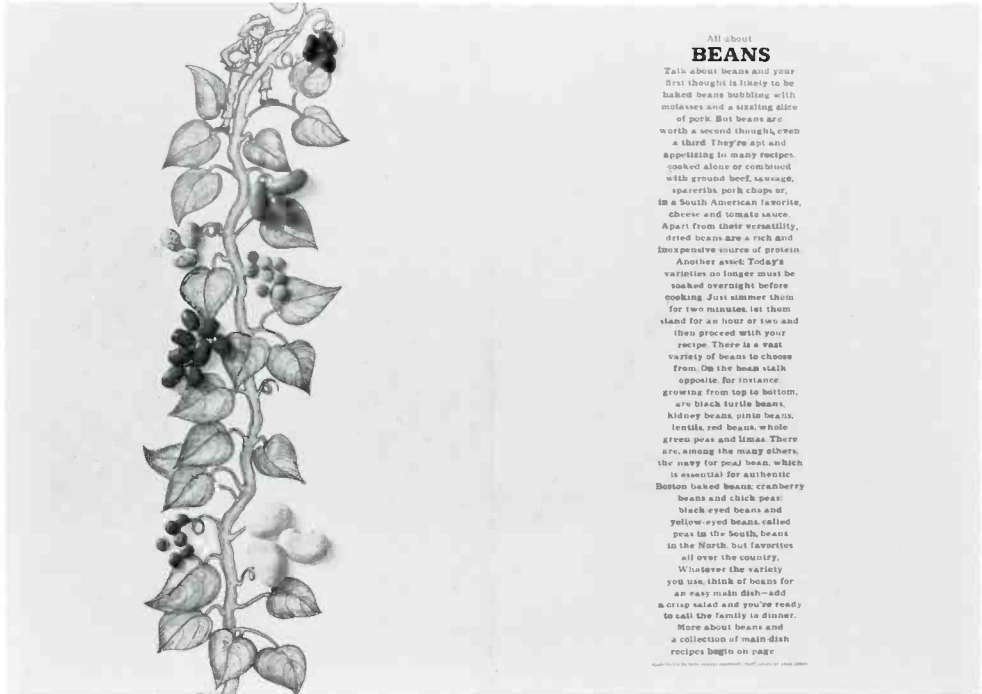 All about
BEANS
Talk about beans and your
first thought is likely to be
baked beans bubbling with
molasses and a sizzling slice
of pork. But beans are
worth a second thought, even
a third. They're apt and
appetizing in many recipes,
cooked alone or combined
with ground beef, sausage,
spareribs, pork chops or,
in a South American favorite,
cheese and tomato sauce.
Apart from their versatility,
dried beans are a rich and
inexpensive source of protein.
Another asset: Today's
varieties no longer must be
soaked overnight before
cooking. Just simmer them
for two minutes, let them
stand for an hour or two and
then proceed with your
recipe. There is a vast
variety of beans to choose
from. On the bean stalk
opposite, for instance,
growing from top to bottom,
are black turtle beans,
kidney beans, pinto beans,
lentils, red beans, whole
green peas and limas. There
are, among the many others,
the navy (or pea) bean, which
is essential for authentic
Boston baked beans; cranberry
beans and chick peas;
black-eyed beans and
yellow-eyed beans, called
peas in the South, beans
in the North, but favorites
all over the country.
Whatever the variety
you use, think of beans for
an easy main dish—add
a crisp salad and you're ready
to call the family to dinner.
More about beans and
a collection of main-dish
recipes begin on page